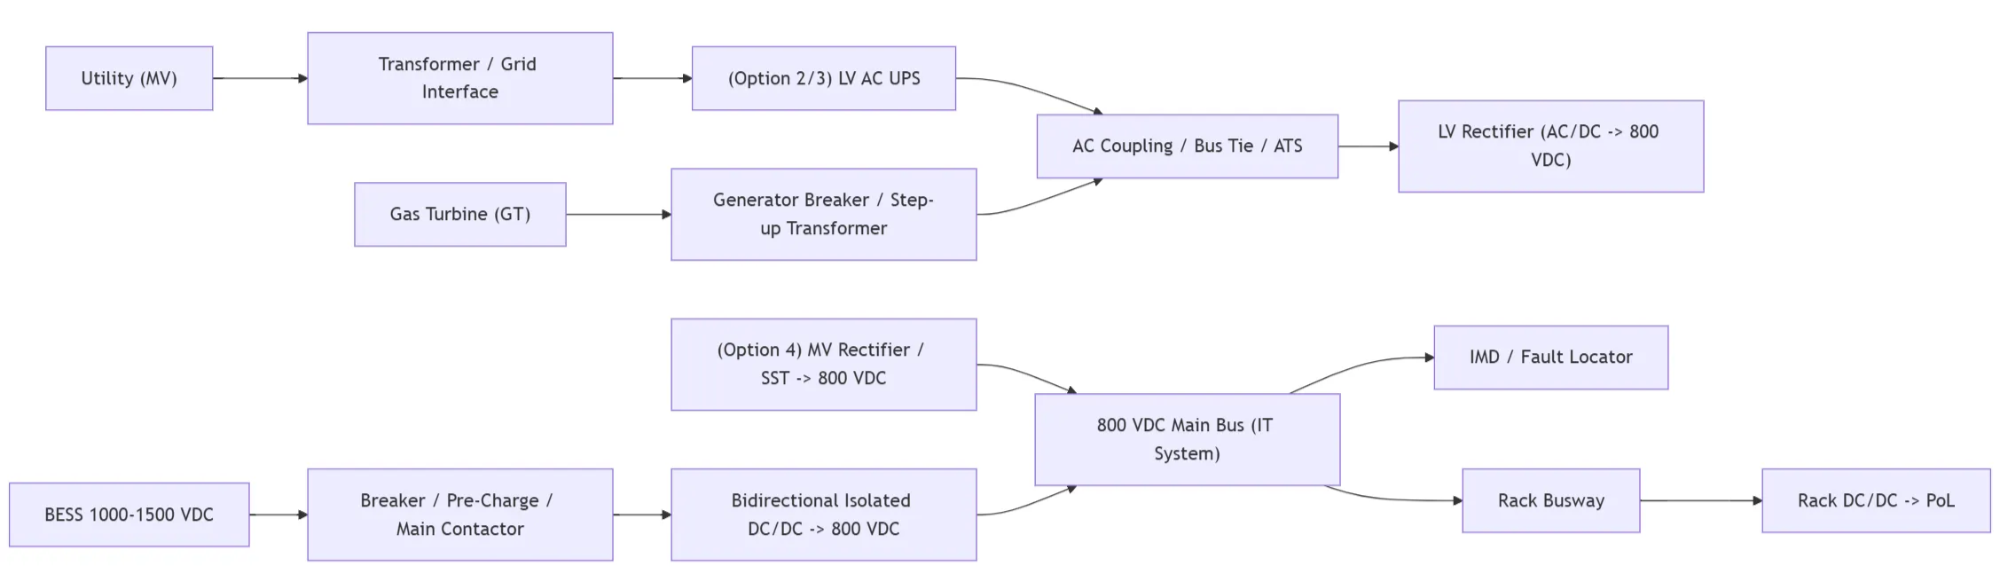 Utility (MV)
Transformer / Grid
Interface
(Option 2/3) LV AC UPS
AC Coupling / Bus Tie / ATS
LV Rectifier (AC/DC -> 800
VDC)
Gas Turbine (GT)
Generator Breaker / Step-
up Transformer
(Option 4) MV Rectifier /
SST -> 800 VDC
800 VDC Main Bus (IT
System)
IMD / Fault Locator
BESS 1000-1500 VDC
Breaker / Pre-Charge /
Main Contactor
Bidirectional Isolated
DC/DC -> 800 VDC
Rack Busway
Rack DC/DC -> PoL